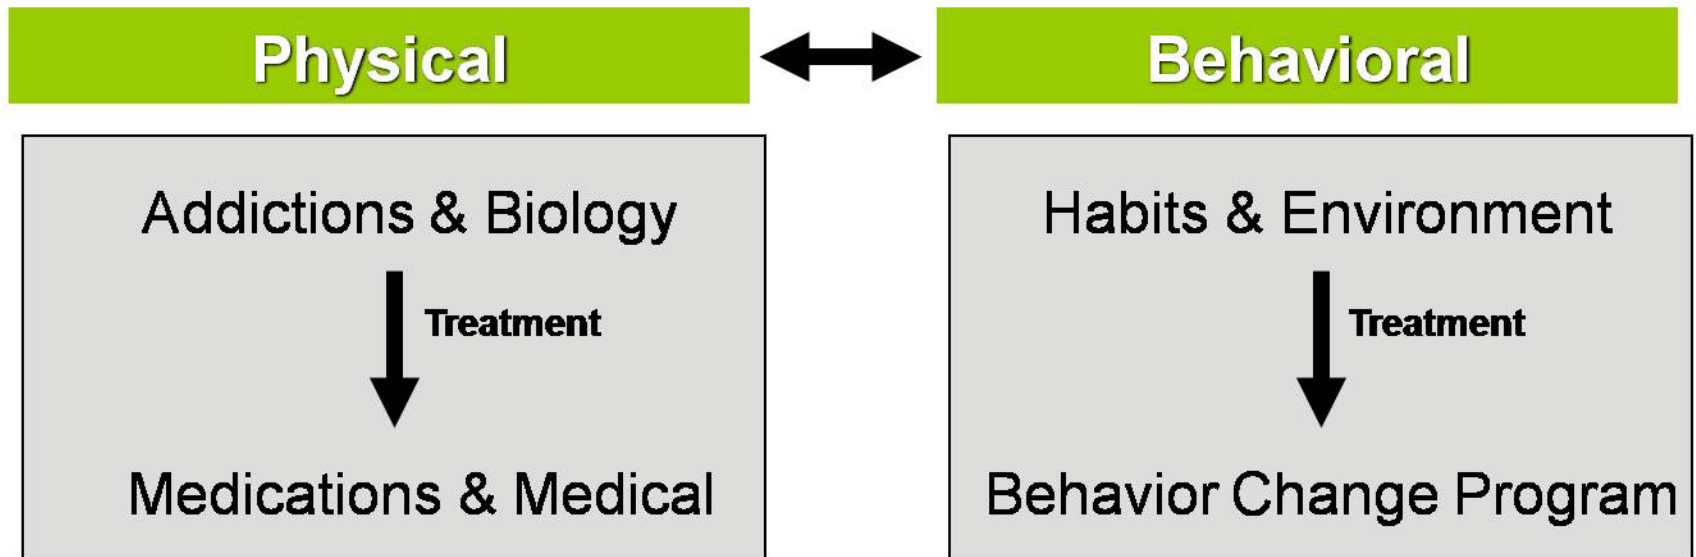 Physical
Behavioral
Addictions & Biology
Treatment
Medications & Medical
Habits & Environment
Treatment
Behavior Change Program